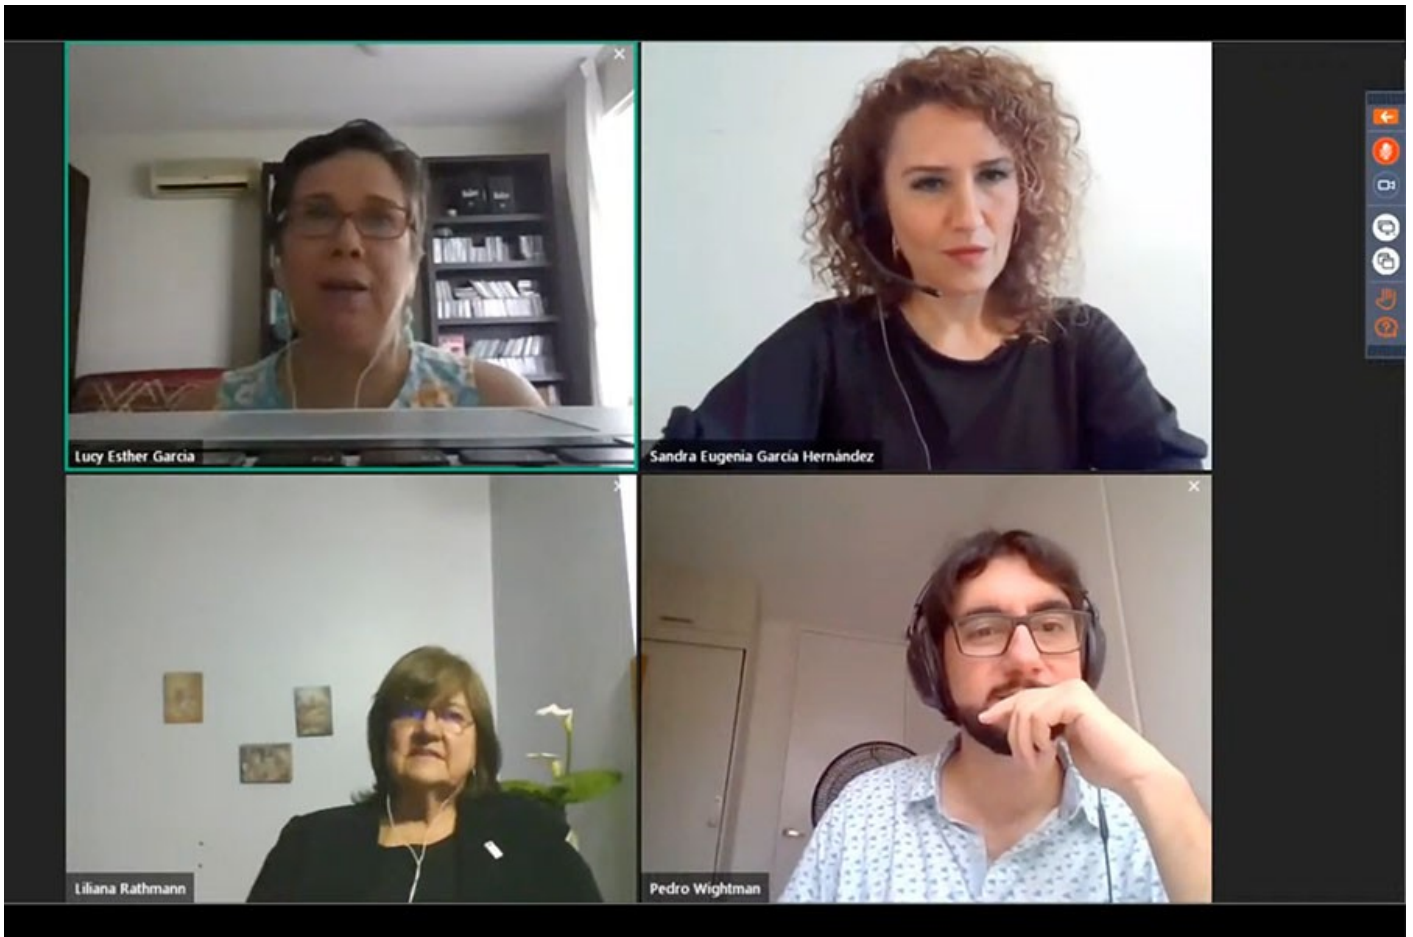 Lucy Esther Garcia
Sandra Eugenia García Hernández
Liliana Rathmann
Pedro Wightman